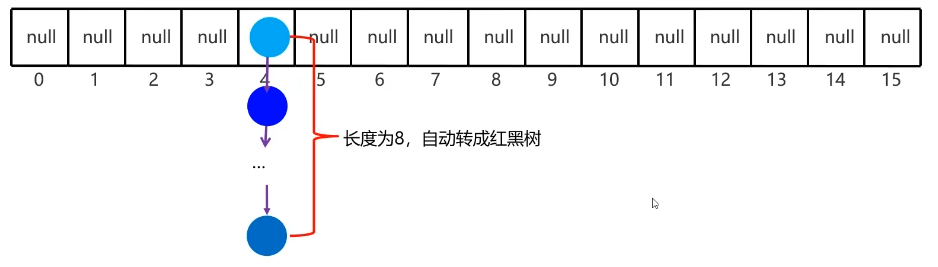 null null null null null null null null null null null null null null null
0 1 2 3 4 5 6 7 8 9 10 11 12 13 14 15
长度为8，自动转成红黑树
...